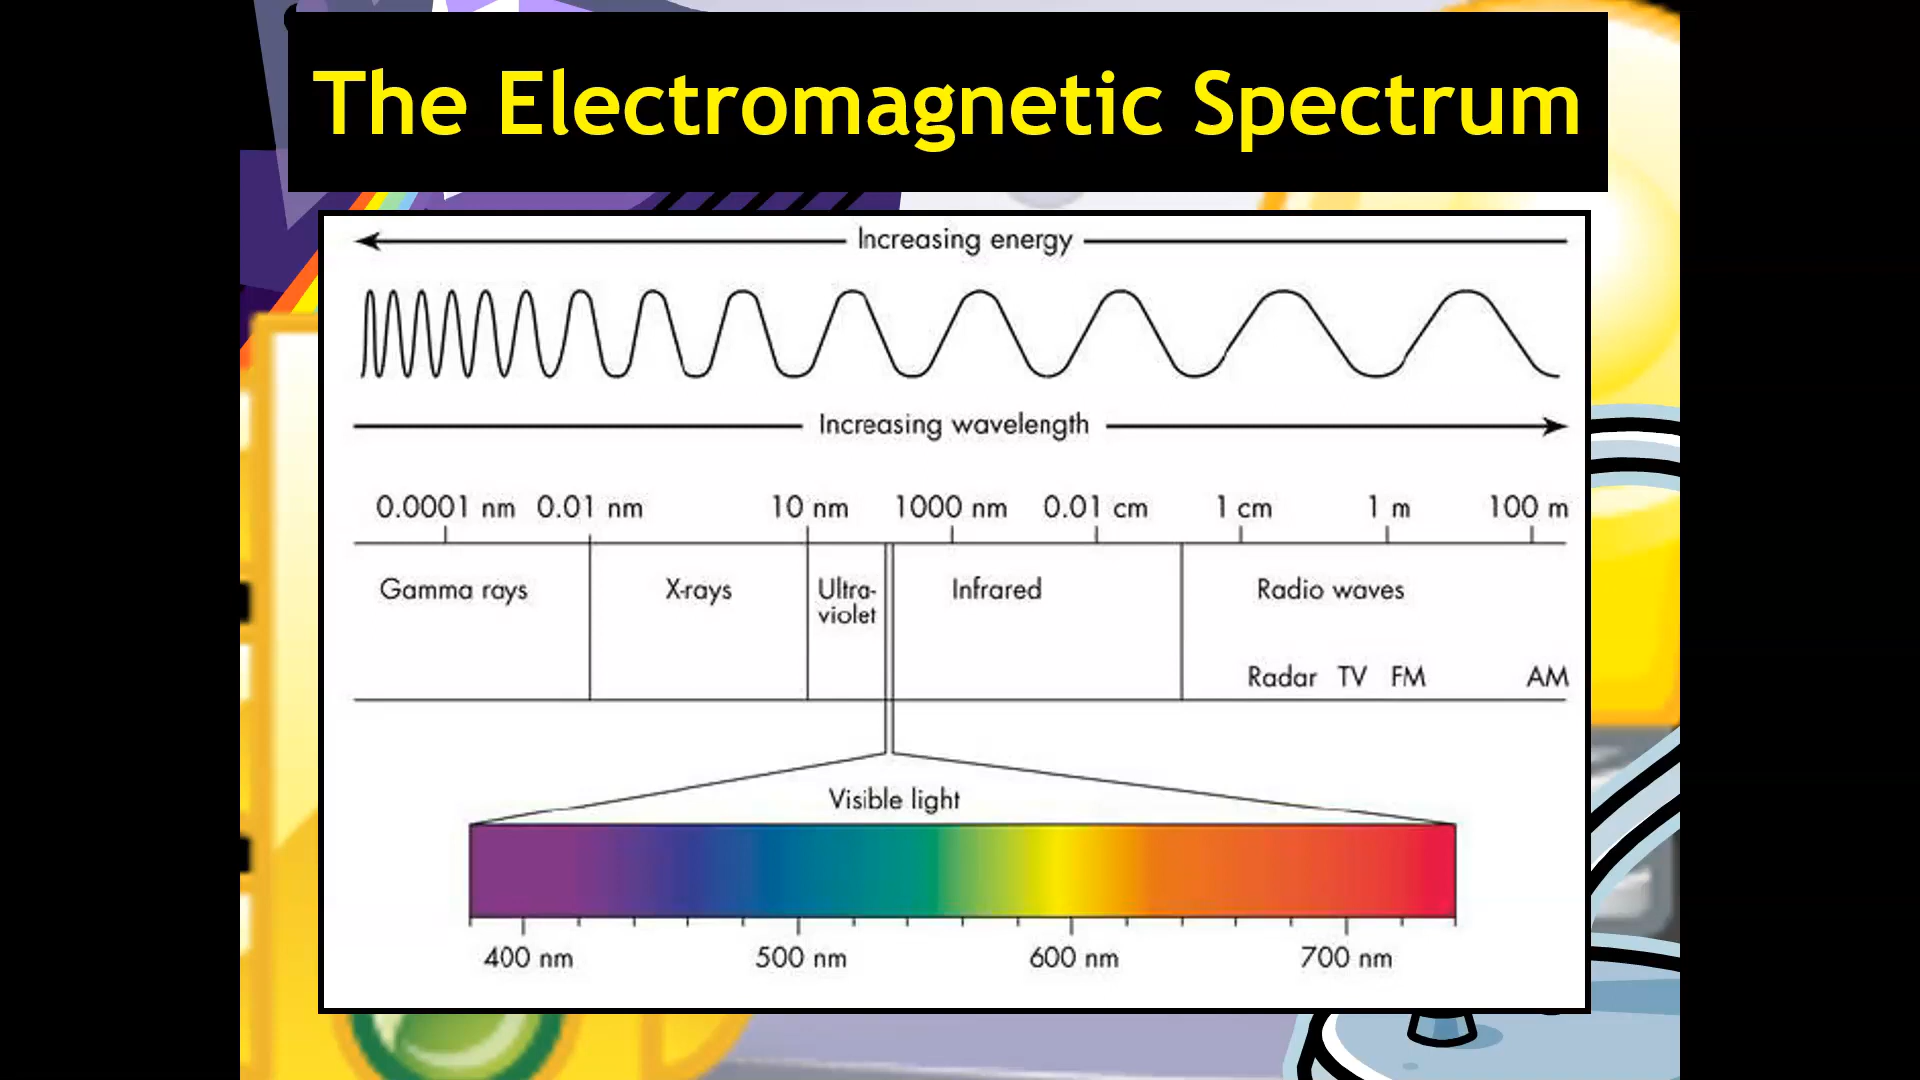 The Electromagnetic Spectrum
Increasing energy
Increasing wavelength
0.0001 nm 0.01 nm 10 nm 1000 nm 0.01 cm 1 cm 1 m 100 m
Gamma rays X-rays Ultra- Infrared Radio waves
violet
Radar TV FM AM
Visible light
400 nm 500 nm 600 nm 700 nm